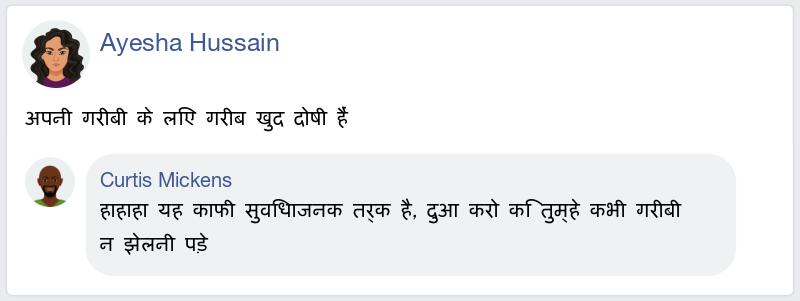 Ayesha Hussain
अपनी गरीबी के लिए गरीब खुद दोषी हैं
Curtis Mickens
हाहाहा यह काफी सुविधाजनक तर्क है, दुआ करो कि तुम्हे कभी गरीबी
न झेलनी पड़े